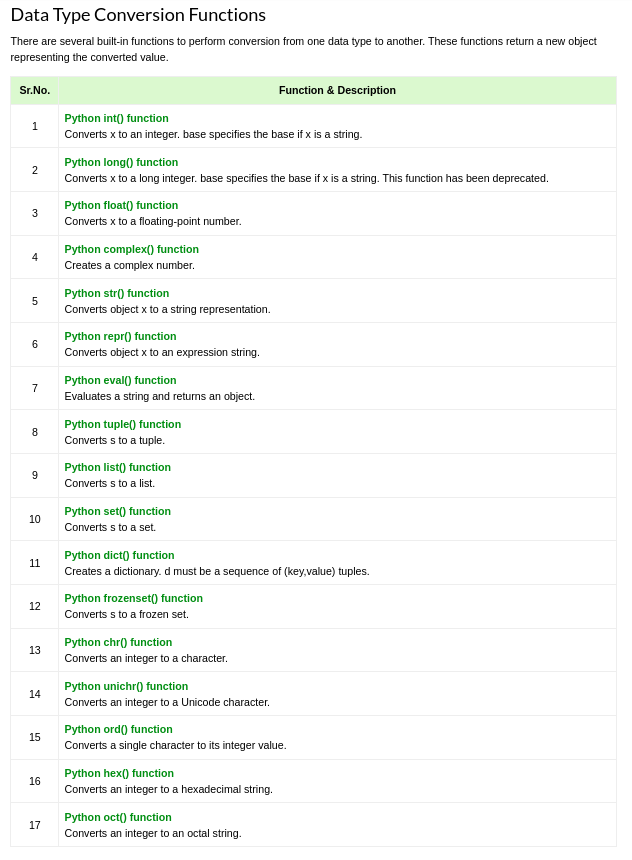 Data Type Conversion Functions
There are several built-in functions to perform conversion from one data type to another. These functions return a new object
representing the converted value.
Sr.No. Function & Description
1 Python int() function
Converts x to an integer. base specifies the base if x is a string.
2 Python long() function
Converts x to a long integer. base specifies the base if x is a string. This function has been deprecated.
3 Python float() function
Converts x to a floating-point number.
4 Python complex() function
Creates a complex number.
5 Python str() function
Converts object x to a string representation.
6 Python repr() function
Converts object x to an expression string.
7 Python eval() function
Evaluates a string and returns an object.
8 Python tuple() function
Converts s to a tuple.
9 Python list() function
Converts s to a list.
10 Python set() function
Converts s to a set.
11 Python dict() function
Creates a dictionary. d must be a sequence of (key,value) tuples.
12 Python frozenset() function
Converts s to a frozen set.
13 Python chr() function
Converts an integer to a character.
14 Python unichr() function
Converts an integer to a Unicode character.
15 Python ord() function
Converts a single character to its integer value.
16 Python hex() function
Converts an integer to a hexadecimal string.
17 Python oct() function
Converts an integer to an octal string.